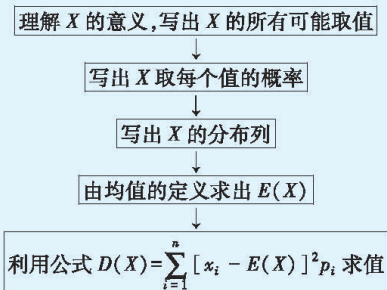 理解 X 的意义,写出 X 的所有可能取值
写出 X 取每个值的概率
写出 X 的分布列
由均值的定义求出 E(X)
利用公式 D(X)=∑_{i=1}^{n}[x_i − E(X)]²p_i 求值